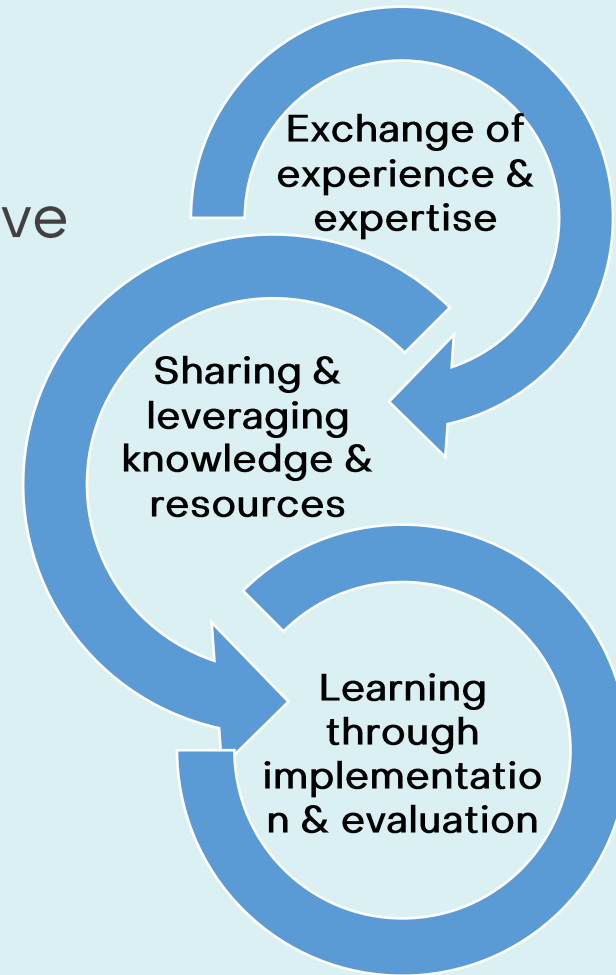 Exchange of
experience &
expertise
ve
Sharing &
leveraging
knowledge &
resources
Learning
through
implementatio
n & evaluation